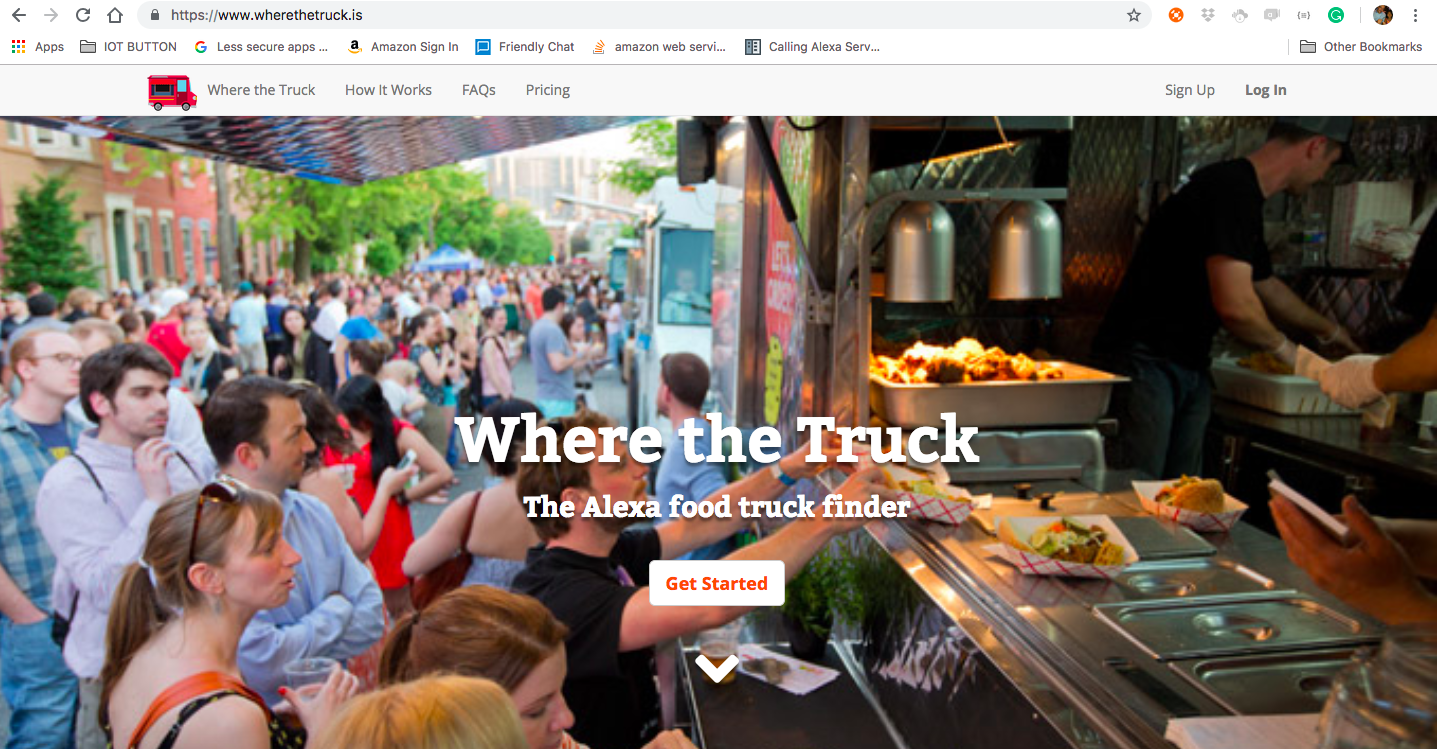 https://www.wherethetruck.is
Apps IOT BUTTON Less secure apps ... Amazon Sign In Friendly Chat amazon web servi... Calling Alexa Serv... Other Bookmarks
Where the Truck How It Works FAQs Pricing Sign Up Log In
Where the Truck
The Alexa food truck finder
Get Started